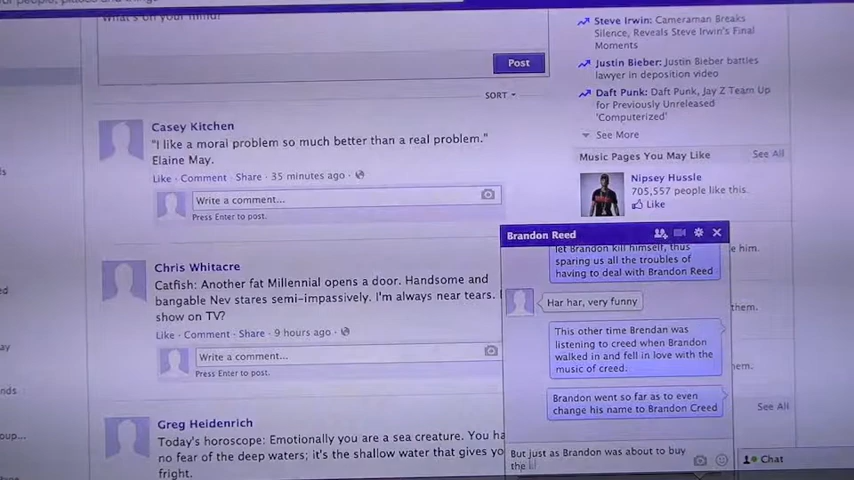 your people, places and things
What's on your mind?
Post
SORT
Casey Kitchen
"I like a moral problem so much better than a real problem."
Elaine May.
Like · Comment · Share · 35 minutes ago ·
Write a comment...
Press Enter to post.
Chris Whitacre
Catfish: Another fat Millennial opens a door. Handsome and
bangable Nev stares semi-impassively. I'm always near tears.
show on TV?
Like · Comment · Share · 9 hours ago ·
Write a comment...
Press Enter to post.
Greg Heidenrich
Today's horoscope: Emotionally you are a sea creature. You ha
no fear of the deep waters; it's the shallow water that gives yo
fright.
Steve Irwin: Cameraman Breaks
Silence, Reveals Steve Irwin's Final
Moments
Justin Bieber: Justin Bieber battles
lawyer in deposition video
Daft Punk: Daft Punk, Jay Z Team Up
for Previously Unreleased
'Computerized'
See More
Music Pages You May Like
See All
Nipsey Hussle
705,557 people like this.
Like
e him.
them.
em.
See All
Brandon Reed
let Brandon kill himself, thus
sparing us all the troubles of
having to deal with Brandon Reed
Har har, very funny
This other time Brendan was
listening to creed when Brandon
walked in and fell in love with the
music of creed.
Brandon went so far as to even
change his name to Brandon Creed
But just as Brandon was about to buy
the
Chat
ay
nds
oup...